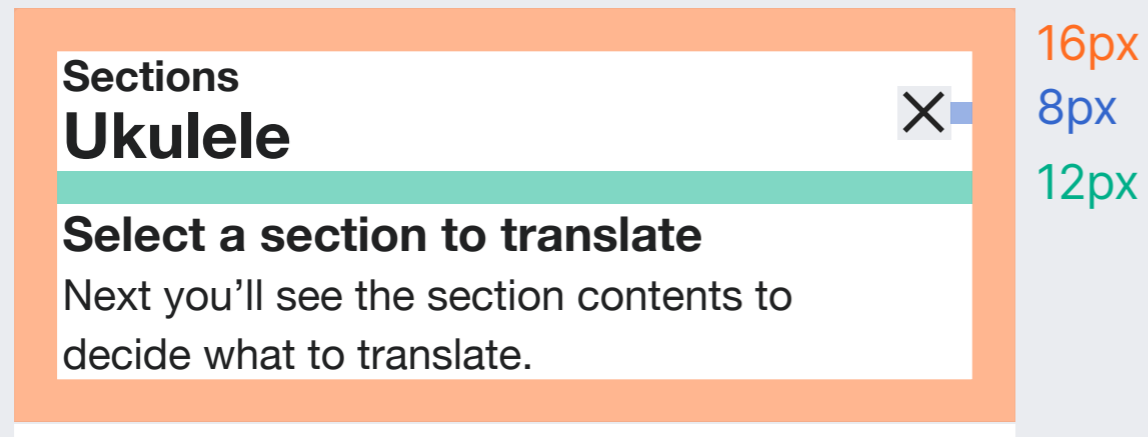 Sections
Ukulele
Select a section to translate
Next you’ll see the section contents to
decide what to translate.
16px
8px
12px